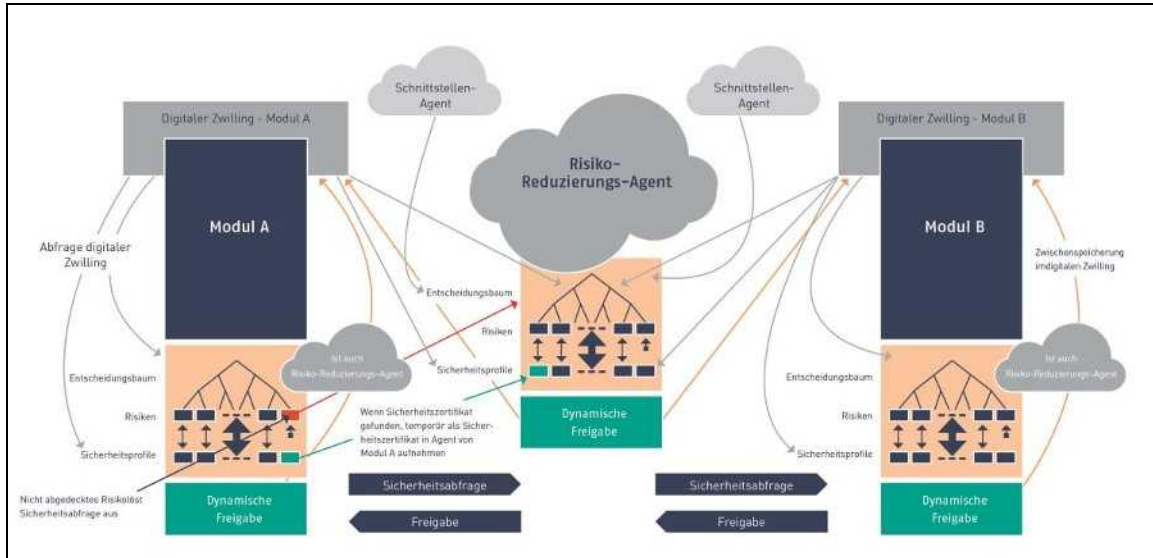 Schnittstellen-
Agent
Schnittstellen-
Agent
Digitaler Zwilling - Modul A
Digitaler Zwilling - Modul B
Risiko-
Reduzierungs-Agent
Modul A
Modul B
Abfrage digitaler
Zwilling
Zwischenspeicherung
imdigitalen Zwilling
Entscheidungsbaum
Risiken
Sicherheitsprofile
Ist auch
Risiko-Reduzierungs-Agent
Ist auch
Risiko-Reduzierungs-Agent
Entscheidungsbaum
Risiken
Sicherheitsprofile
Entscheidungsbaum
Risiken
Sicherheitsprofile
Wenn Sicherheitszertifikat
gefunden, temporär als Sicher-
heitszertifikat in Agent von
Modul A aufnehmen
Dynamische
Freigabe
Nicht abgedecktes Risikolöst
Sicherheitsabfrage aus
Dynamische
Freigabe
Sicherheitsabfrage
Freigabe
Sicherheitsabfrage
Freigabe
Dynamische
Freigabe